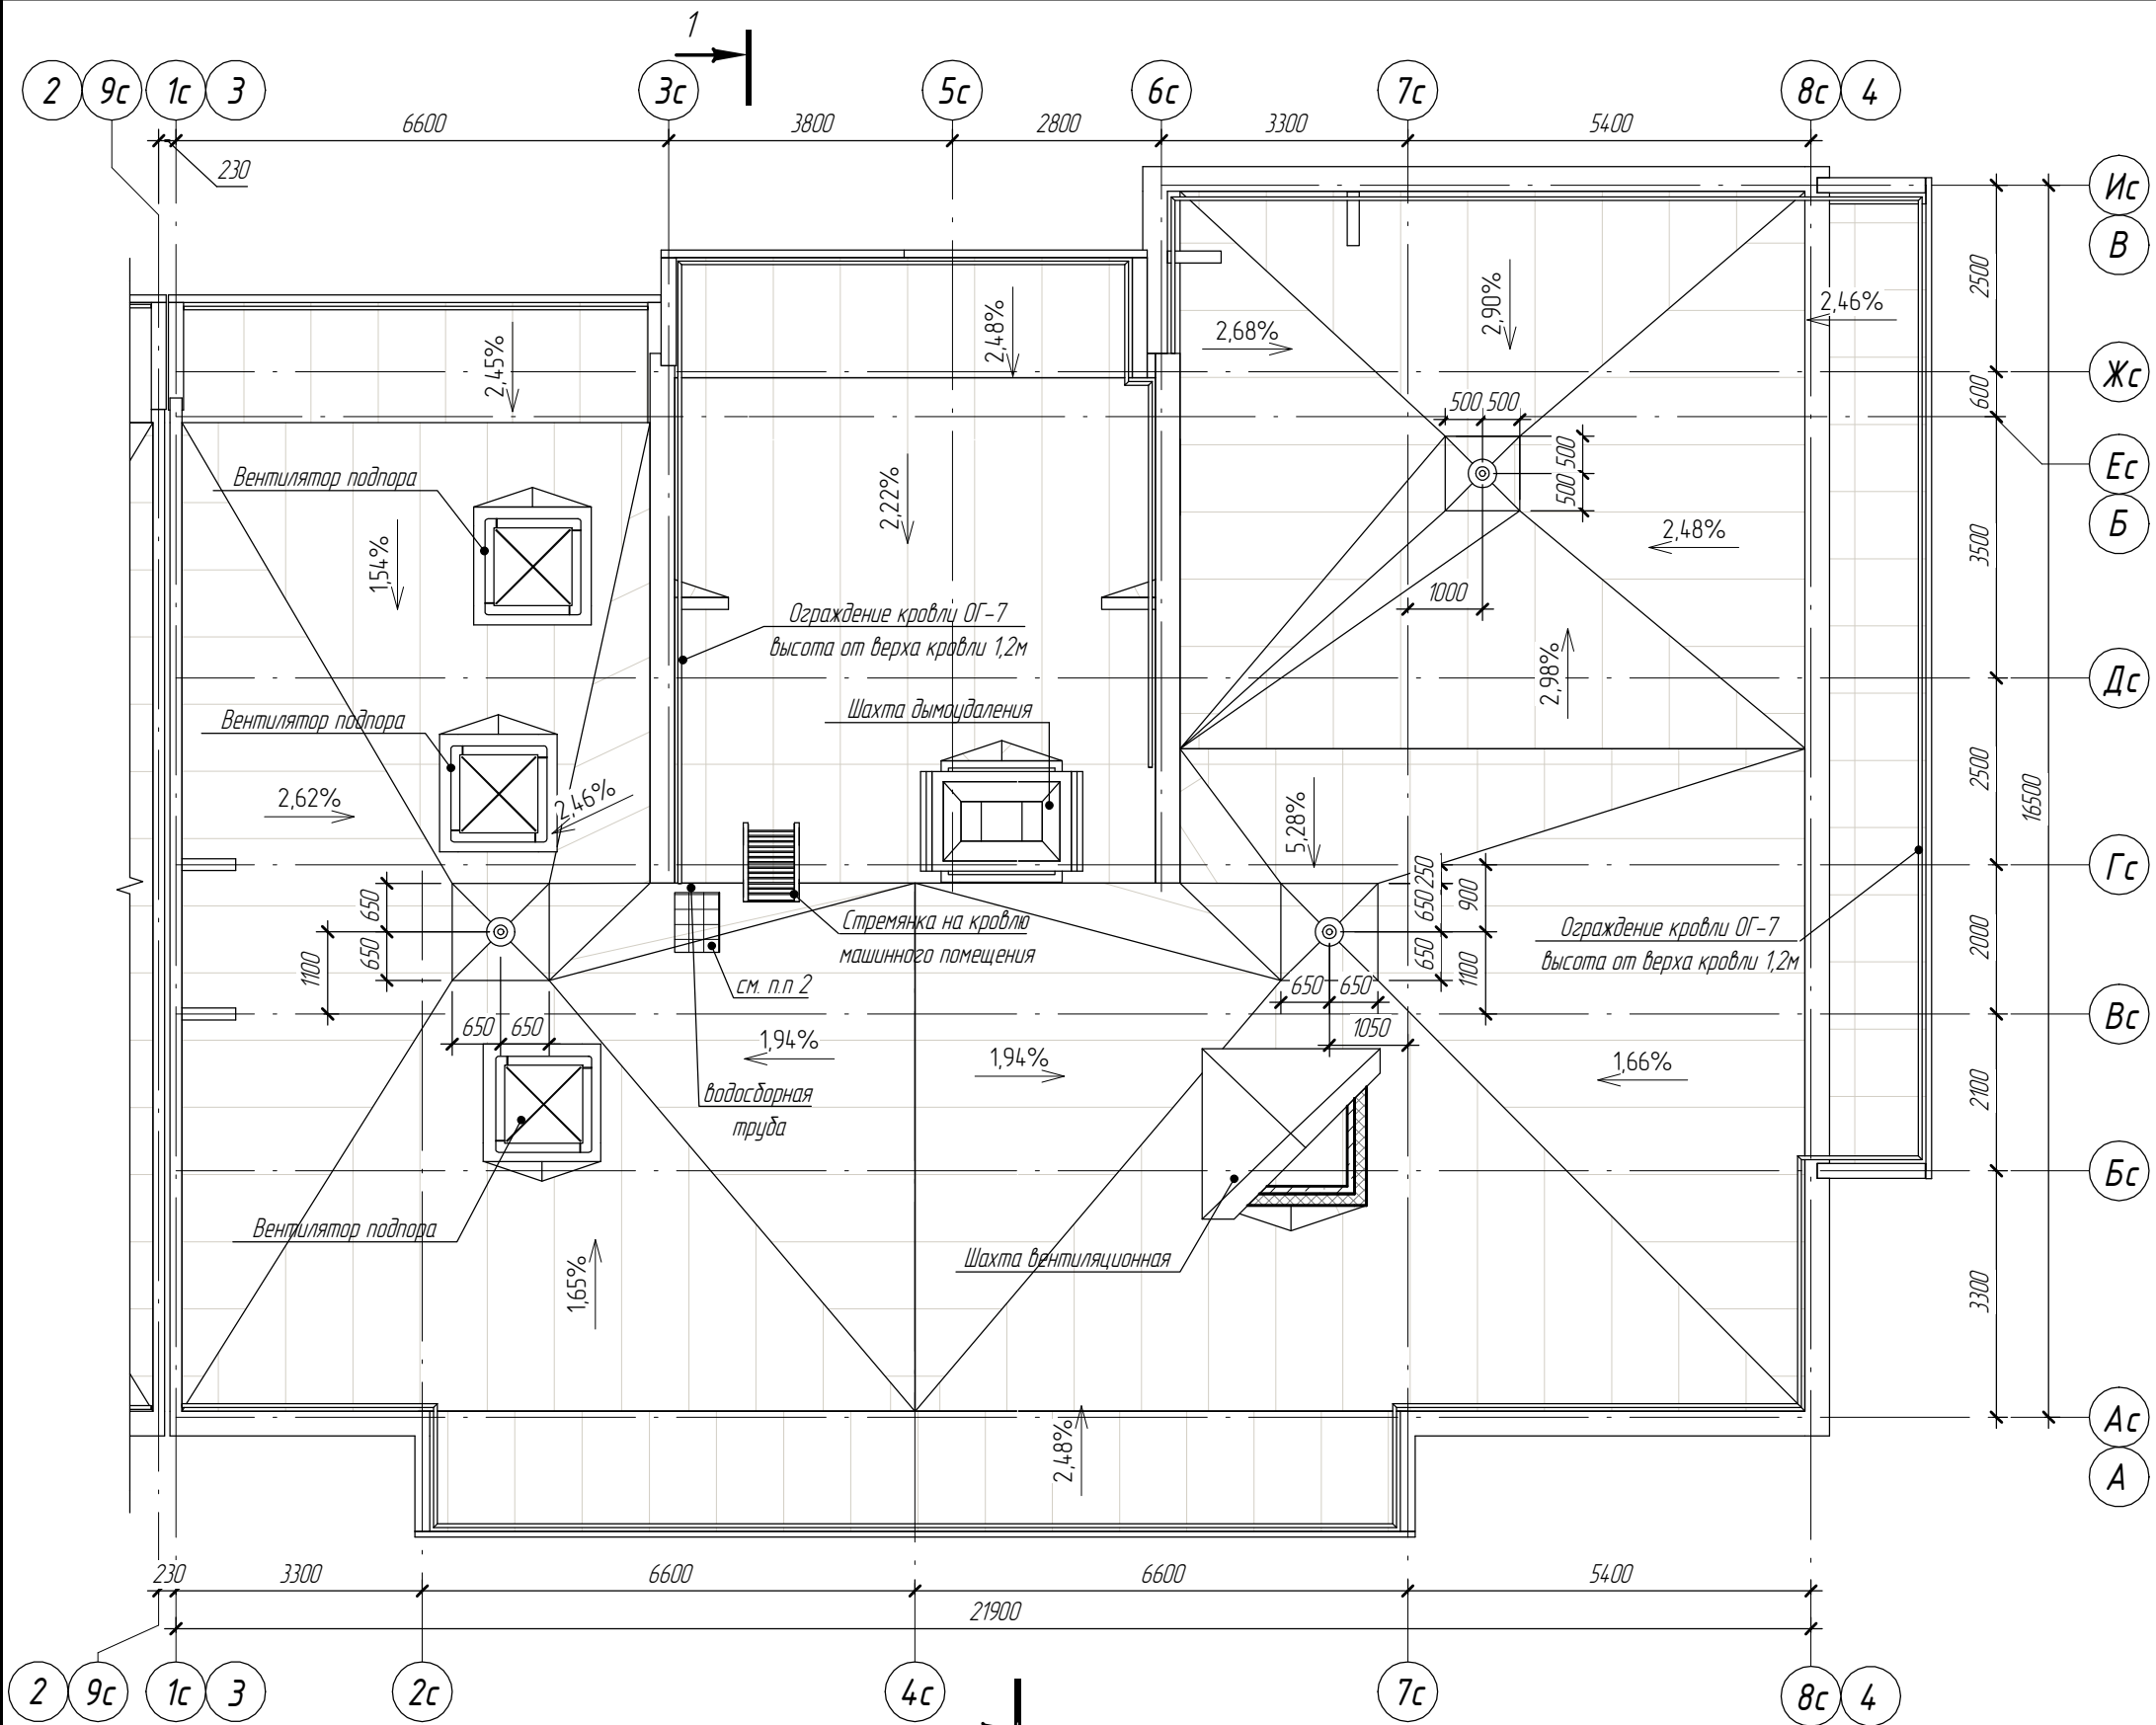 1
2
9с
1с
3
3с
5с
6с
7с
8с
4
6600
3800
2800
3300
5400
230
Ис
В
2500
2,46%
2,90%
2,68%
2,48%
2,45%
Жс
600
500 500
Ес
Б
500 500
Вентилятор подпора
2,22%
2,48%
3500
1,54%
1000
Ограждение кровли ОГ-7
высота от верха кровли 1,2м
2,98%
Дс
Вентилятор подпора
Шахта дымоудаления
2500
16500
2,62%
2,46%
5,28%
Гс
650 250
900
650
Стремянка на кровлю
машинного помещения
Ограждение кровли ОГ-7
высота от верха кровли 1,2м
2000
1100
650
650
1100
см. п.п 2
650 650
Вс
650 650
1050
1,94%
1,94%
1,66%
2100
водосборная
труба
Бс
Вентилятор подпора
Шахта вентиляционная
1,65%
3300
Ас
2,48%
А
230
3300
6600
6600
5400
21900
2
9с
1с
3
2с
4с
7с
8с
4